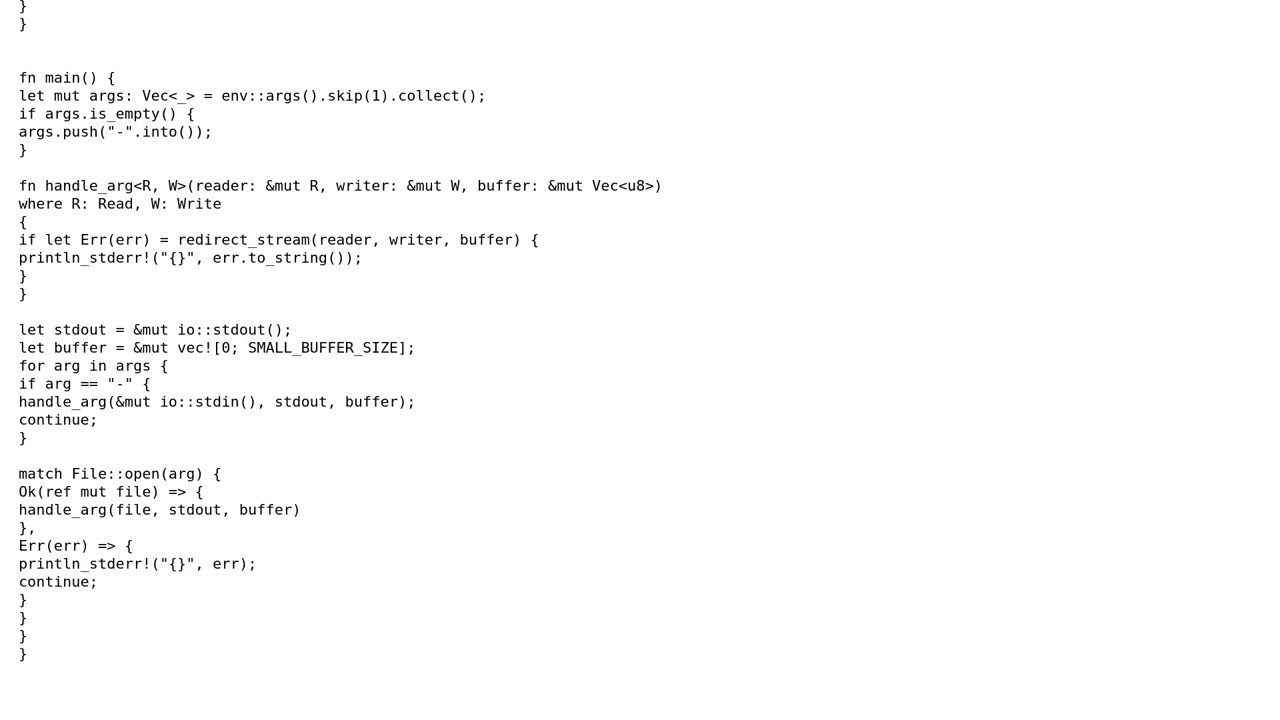 }
}
fn main() {
let mut args: Vec<_> = env::args().skip(1).collect();
if args.is_empty() {
args.push("-".into());
}
fn handle_arg<R, W>(reader: &mut R, writer: &mut W, buffer: &mut Vec<u8>)
where R: Read, W: Write
{
if let Err(err) = redirect_stream(reader, writer, buffer) {
println_stderr!("{}", err.to_string());
}
}
let stdout = &mut io::stdout();
let buffer = &mut vec![0; SMALL_BUFFER_SIZE];
for arg in args {
if arg == "-" {
handle_arg(&mut io::stdin(), stdout, buffer);
continue;
}
match File::open(arg) {
Ok(ref mut file) => {
handle_arg(file, stdout, buffer)
},
Err(err) => {
println_stderr!("{}", err);
continue;
}
}
}
}